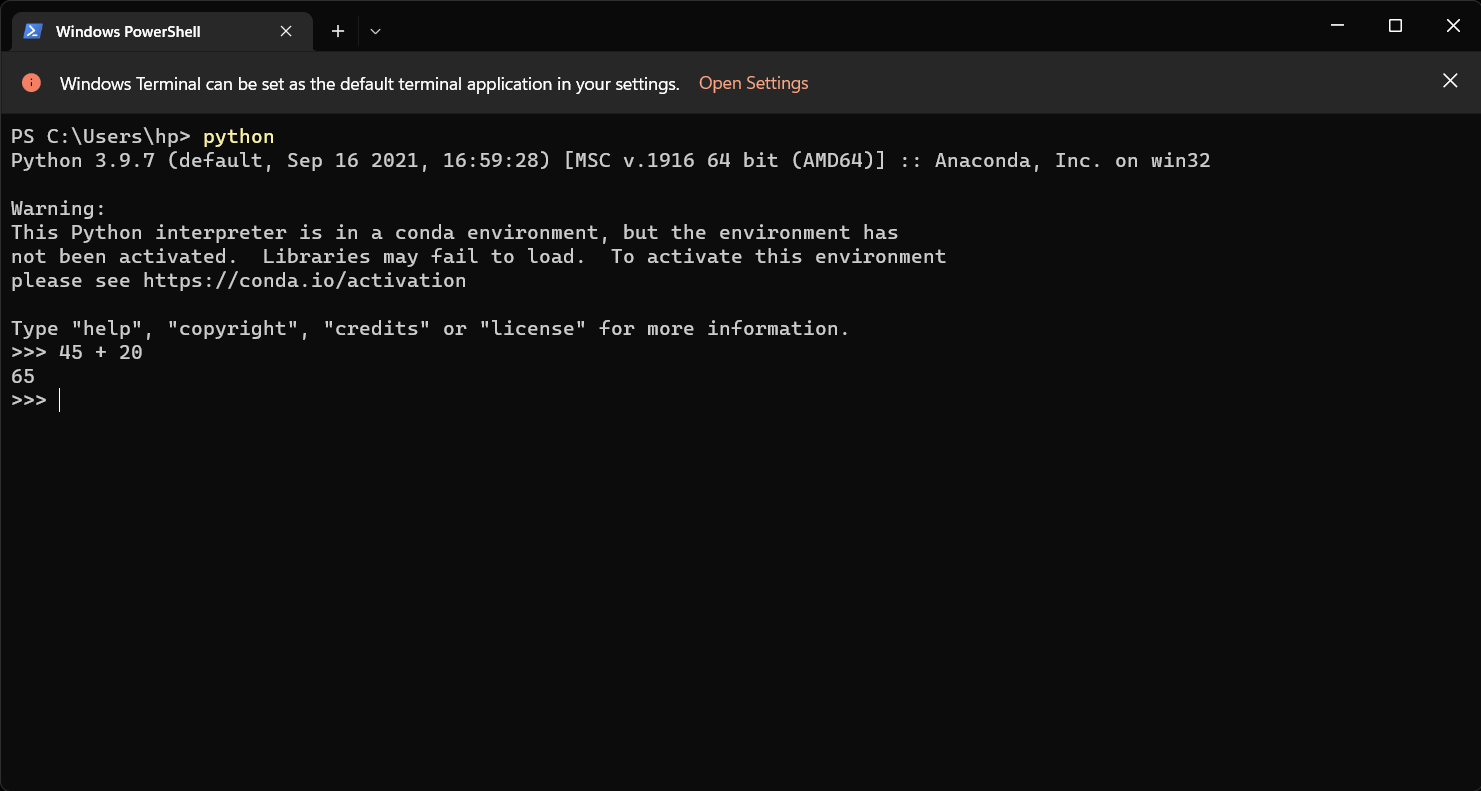 Windows PowerShell
Windows Terminal can be set as the default terminal application in your settings. Open Settings
PS C:\Users\hp> python
Python 3.9.7 (default, Sep 16 2021, 16:59:28) [MSC v.1916 64 bit (AMD64)] :: Anaconda, Inc. on win32
Warning:
This Python interpreter is in a conda environment, but the environment has
not been activated.  Libraries may fail to load.  To activate this environment
please see https://conda.io/activation
Type "help", "copyright", "credits" or "license" for more information.
>>> 45 + 20
65
>>>